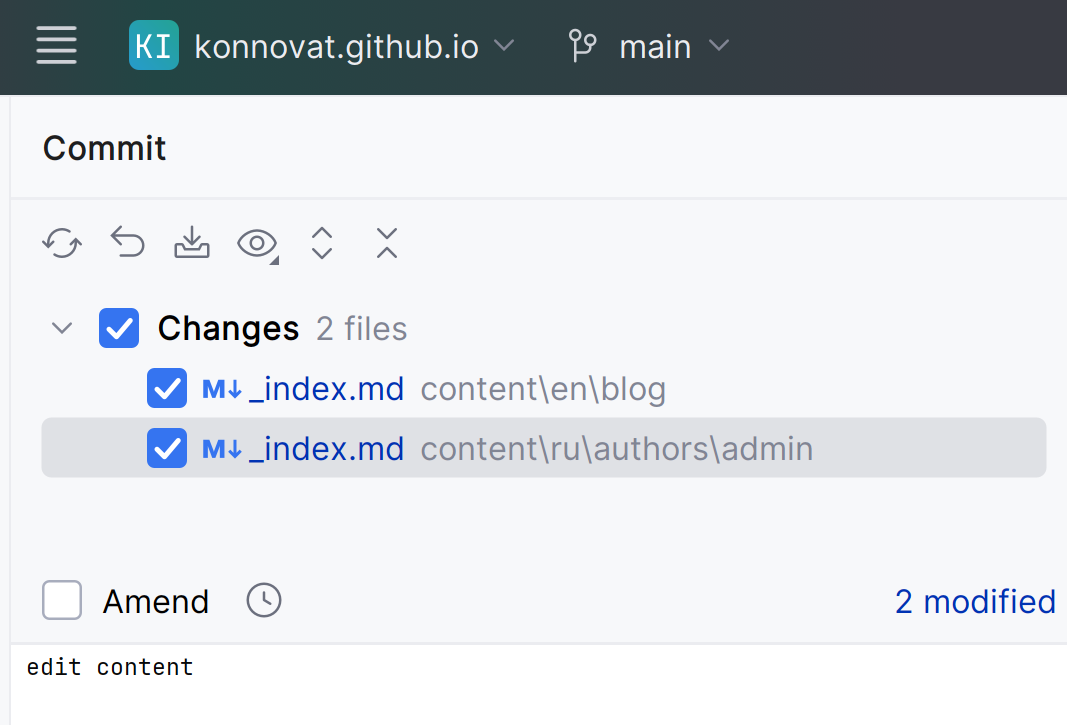 KI konnovat.github.io main
Commit
Changes 2 files
M↓ _index.md content\en\blog
M↓ _index.md content\ru\authors\admin
Amend 2 modified
edit content